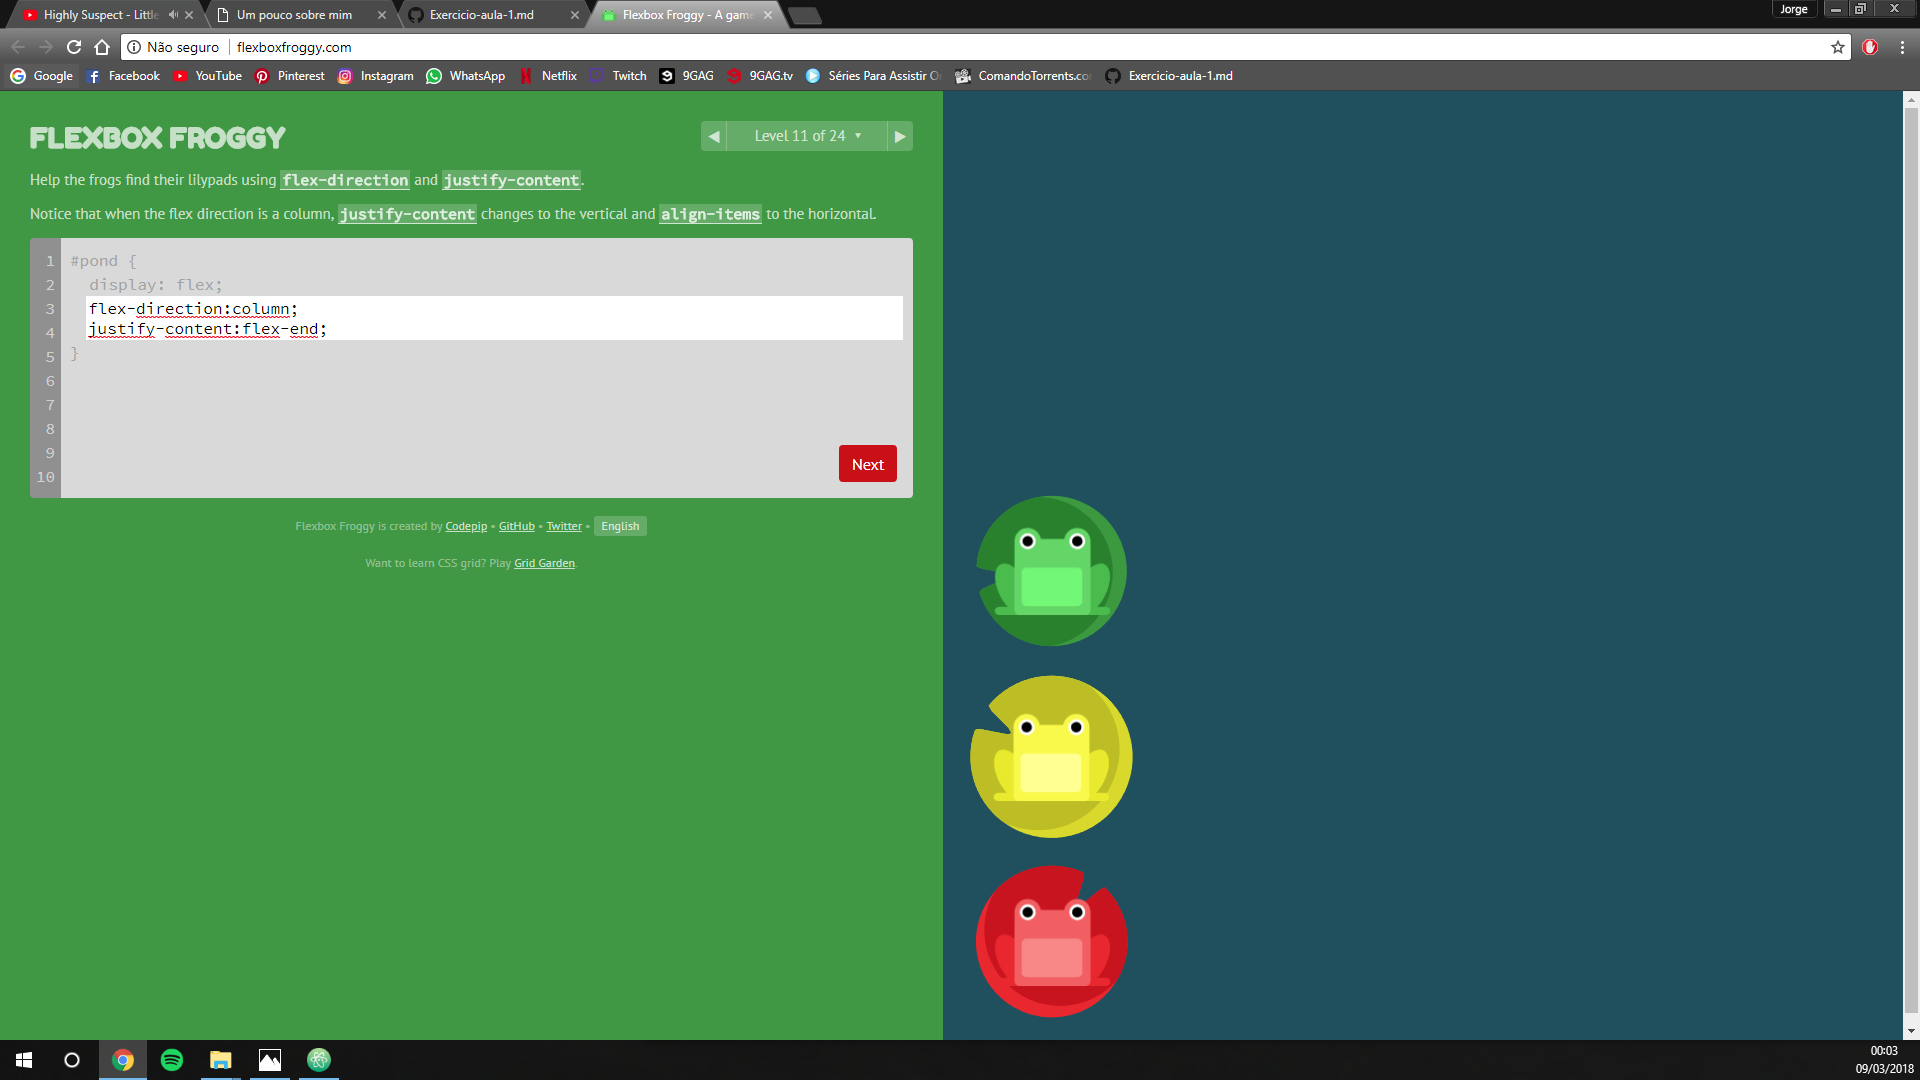 Highly Suspect - Little
Um pouco sobre mim
Exercicio-aula-1.md
Flexbox Froggy - A game
Jorge
Não seguro
flexboxfroggy.com
Google
Facebook
YouTube
Pinterest
Instagram
WhatsApp
Netflix
Twitch
9GAG
9GAG.tv
Séries Para Assistir O
ComandoTorrents.co
Exercicio-aula-1.md
FLEXBOX FROGGY
◀ Level 11 of 24 ▾ ▶
Help the frogs find their lilypads using flex-direction and justify-content.
Notice that when the flex direction is a column, justify-content changes to the vertical and align-items to the horizontal.
1 #pond {
2 display: flex;
3 flex-direction:column;
4 justify-content:flex-end;
5 }
6
7
8
9
10
Next
Flexbox Froggy is created by Codepip • GitHub • Twitter • English
Want to learn CSS grid? Play Grid Garden.
00:03
09/03/2018